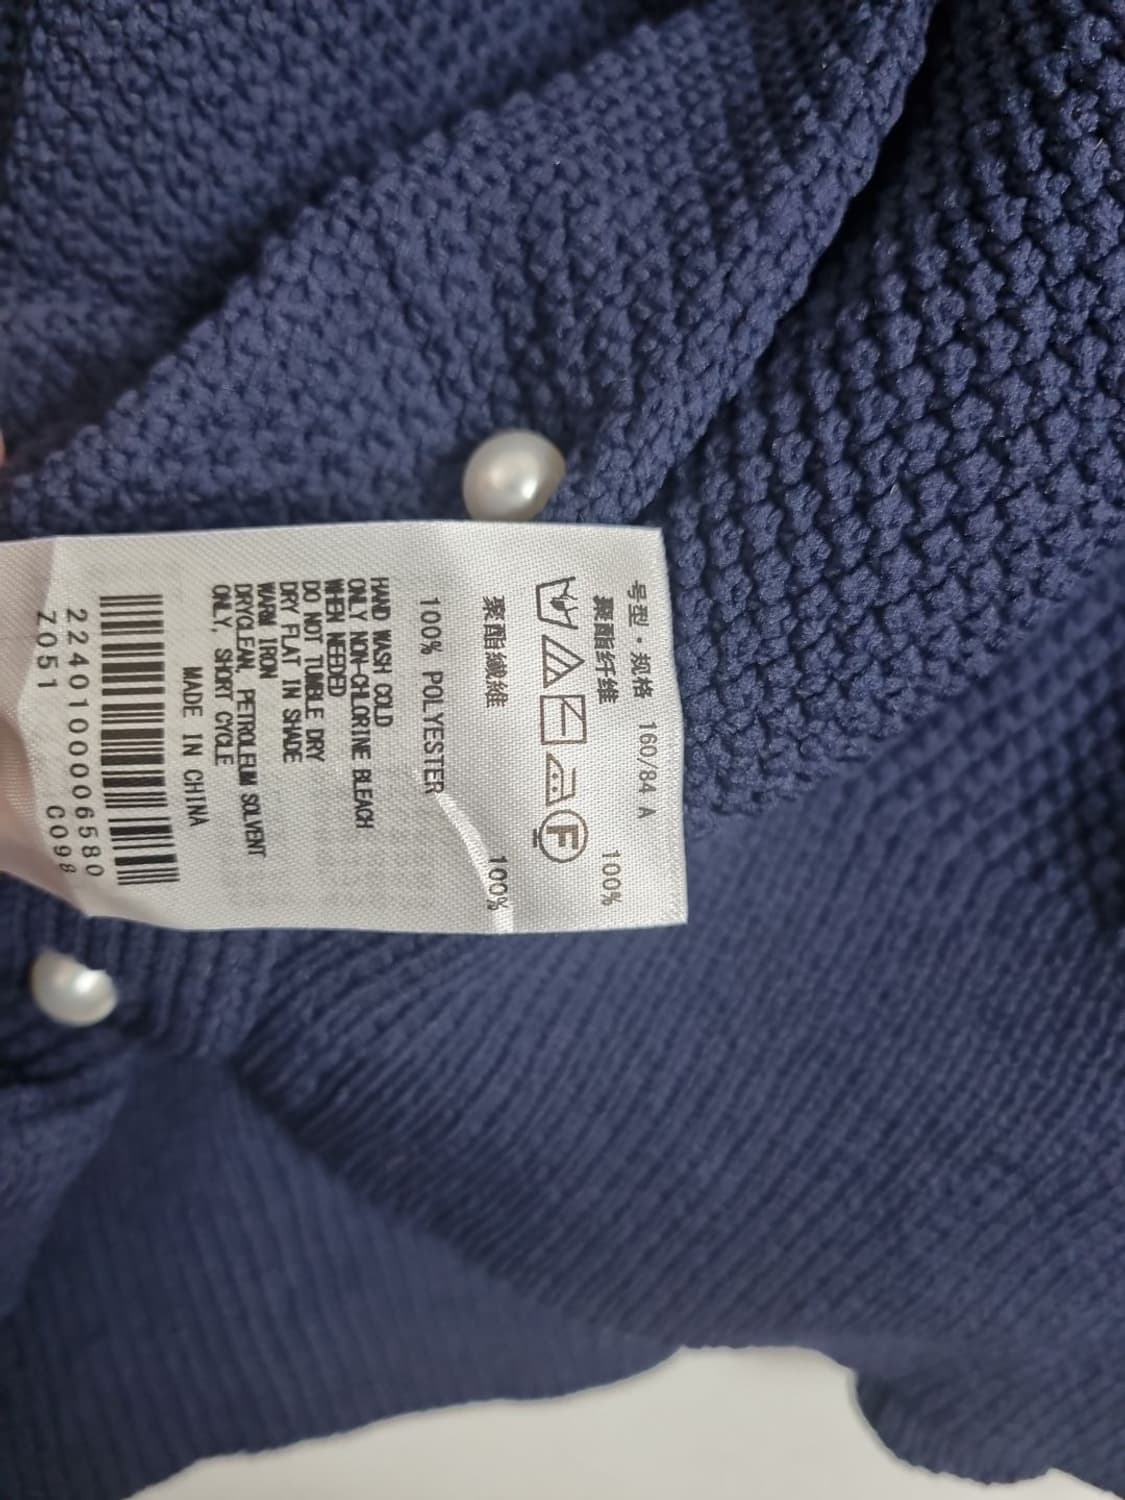 号型·规格 160/84 A
聚酯纤维 100%
F
聚酯纖維 100%
100% POLYESTER
HAND WASH COLD
ONLY NON-CHLORINE BLEACH
WHEN NEEDED
DO NOT TUMBLE DRY
DRY FLAT IN SHADE
WARM IRON
DRYCLEAN, PETROLEUM SOLVENT
ONLY, SHORT CYCLE
MADE IN CHINA
2240100006580
Z051 C098